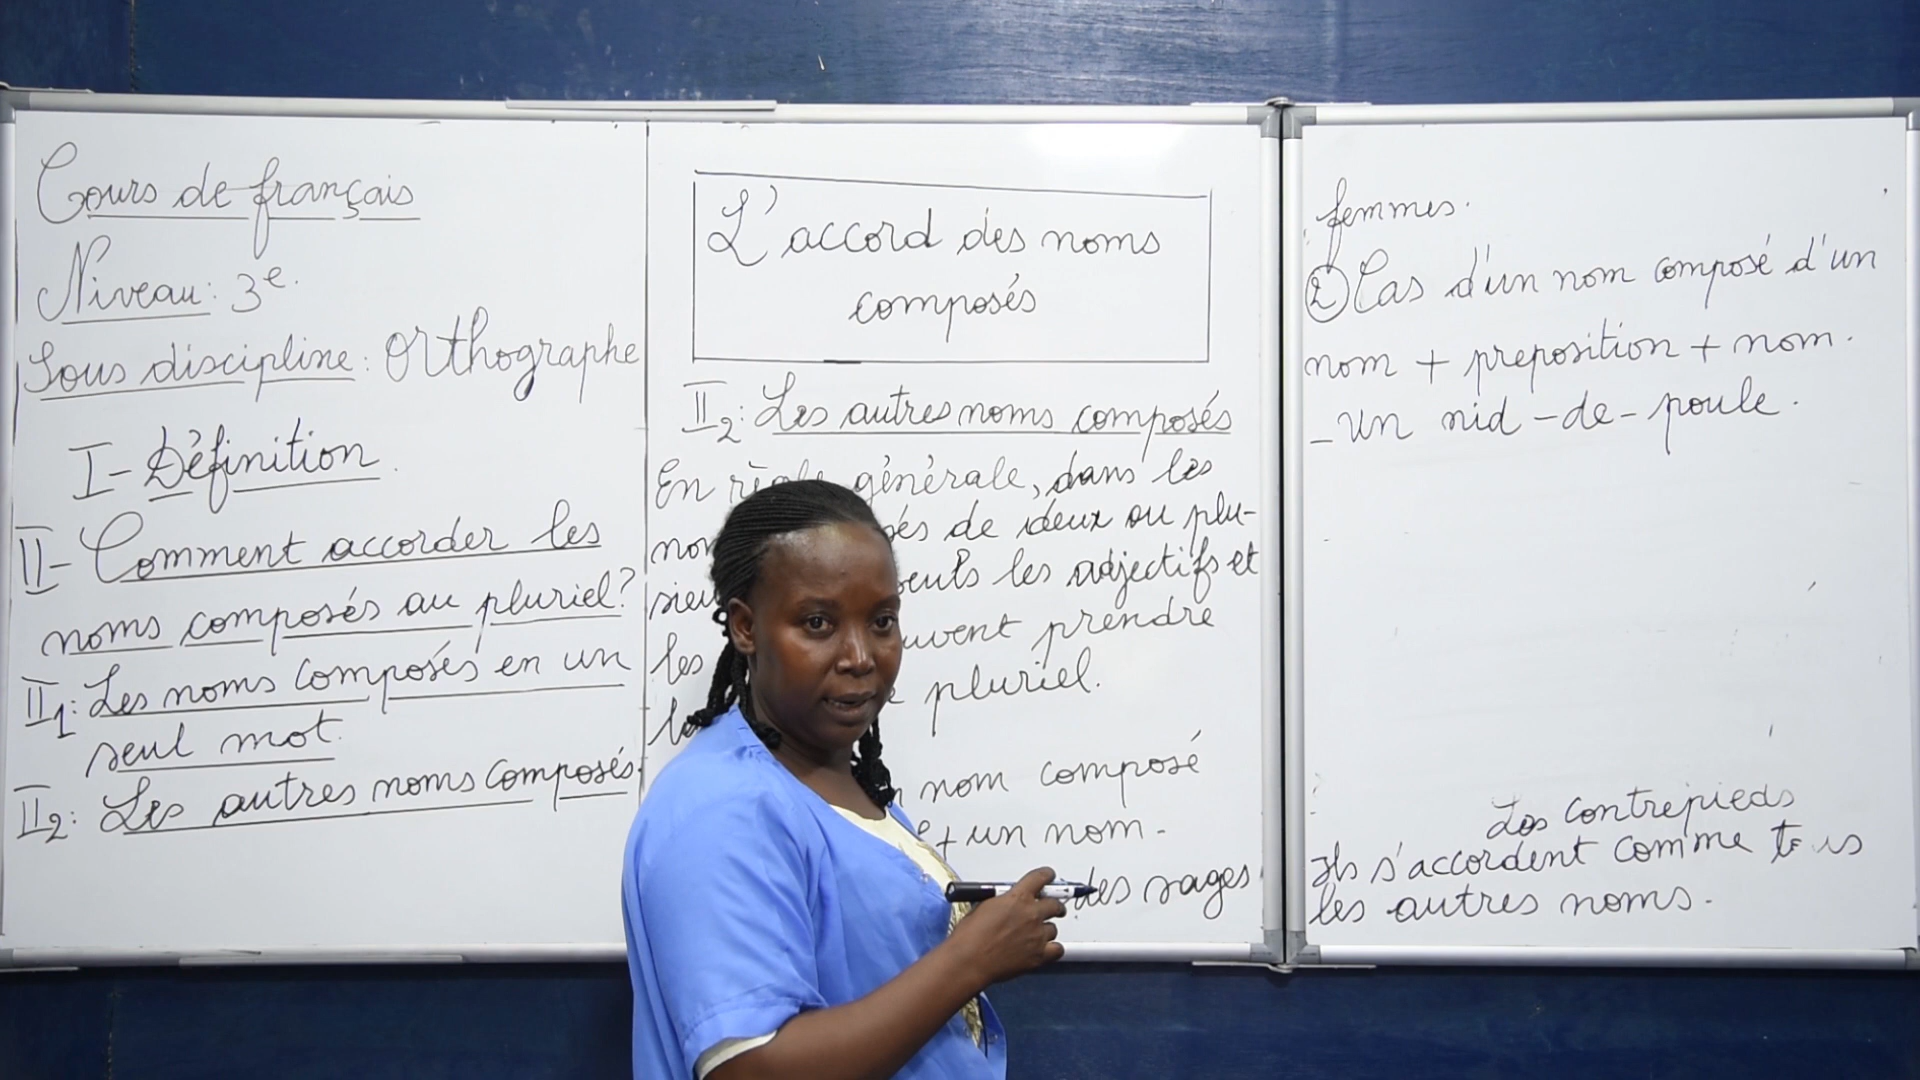 Cours de français
Niveau: 3e.
Sous discipline: Orthographe
I- Définition.
II- Comment accorder les
noms composés au pluriel?
II1: Les noms composés en un
seul mot.
II2: Les autres noms composés.
L'accord des noms
composés
II2: Les autres noms composés
En générale, dans les
de deux ou plu-
les adjectifs et
les prendre
pluriel.
nom composé
+ un nom.
des sages
femmes.
② Cas d'un nom composé d'un
nom + preposition + nom.
- Un nid-de-poule.
Les contrepieds
Ils s'accordent comme
les autres noms.